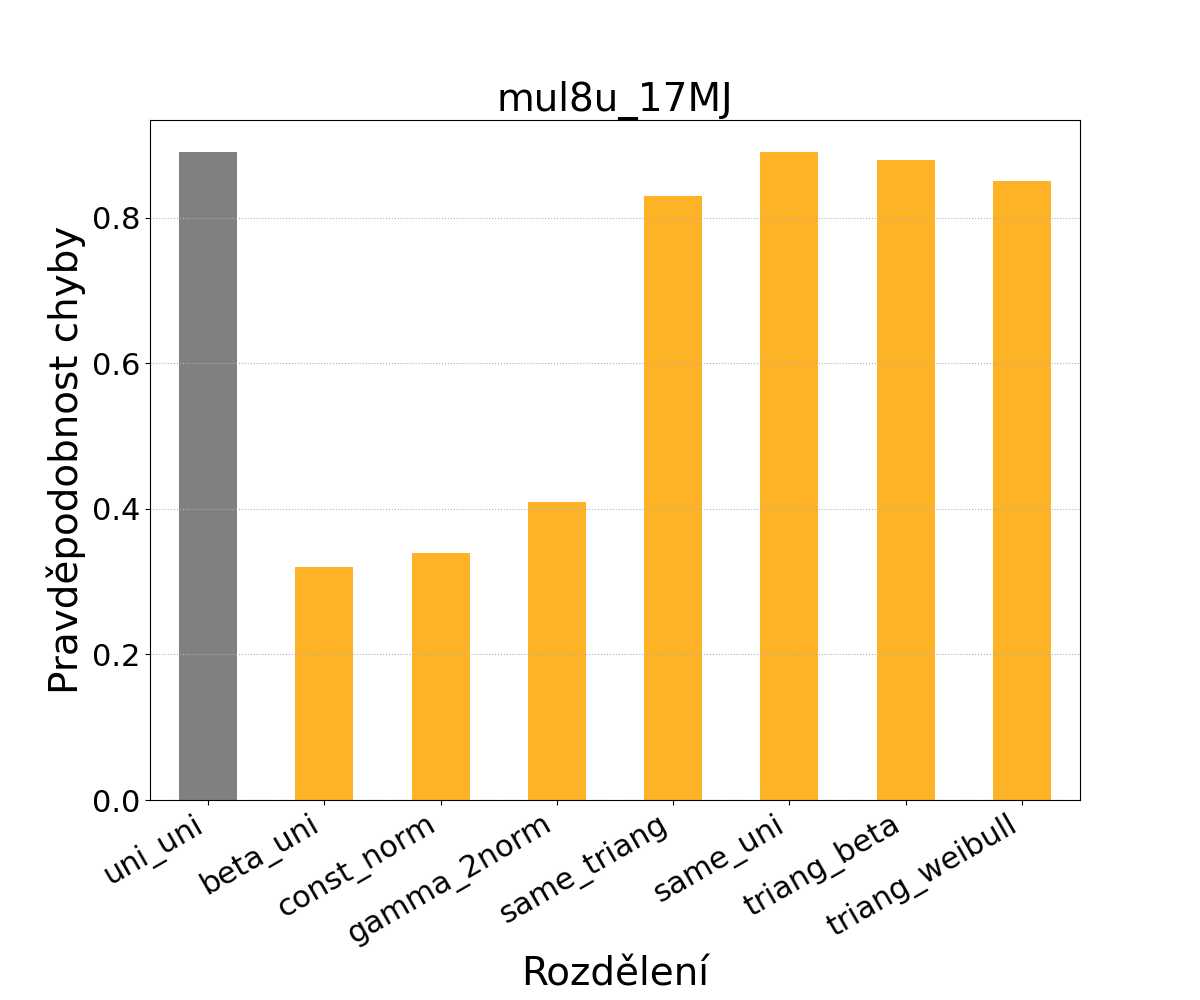 mul8u_17MJ
Pravděpodobnost chyby
0.8
0.6
0.4
0.2
0.0
uni_uni
beta_uni
const_norm
gamma_2norm
same_triang
same_uni
triang_beta
triang_weibull
Rozdělení